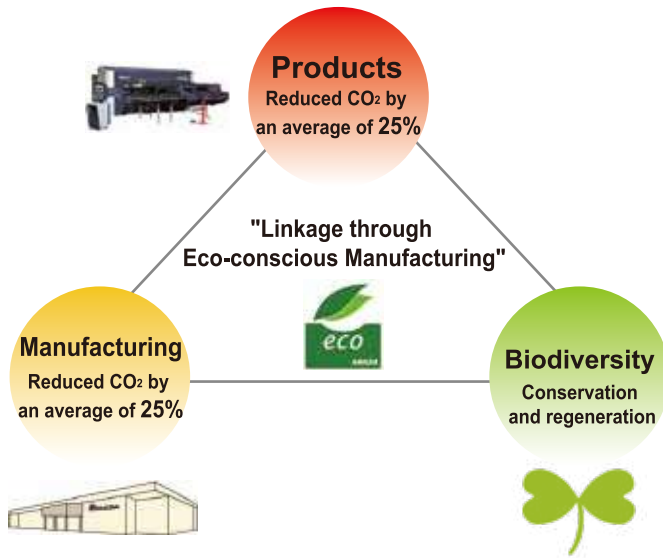 Products
Reduced CO₂ by
an average of 25%
"Linkage through
Eco-conscious Manufacturing"
eco
Manufacturing
Reduced CO₂ by
an average of 25%
Biodiversity
Conservation
and regeneration